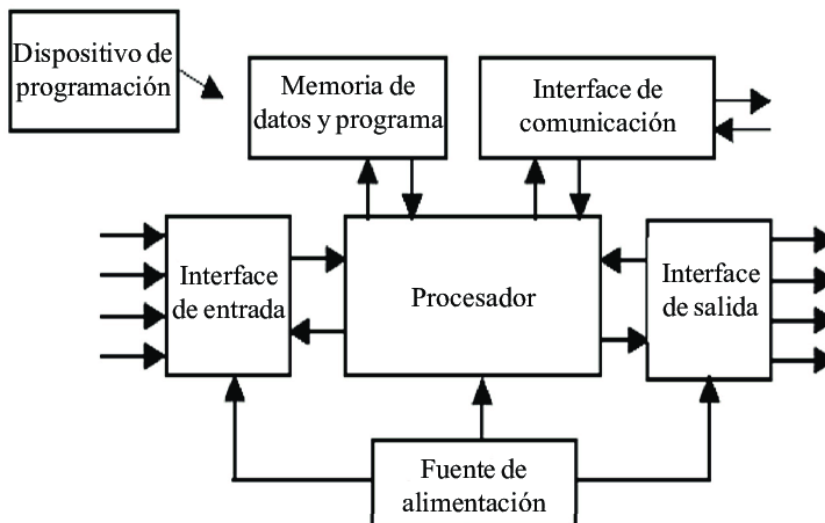 Dispositivo de
programación
Memoria de
datos y programa
Interface de
comunicación
Interface
de entrada
Procesador
Interface
de salida
Fuente de
alimentación